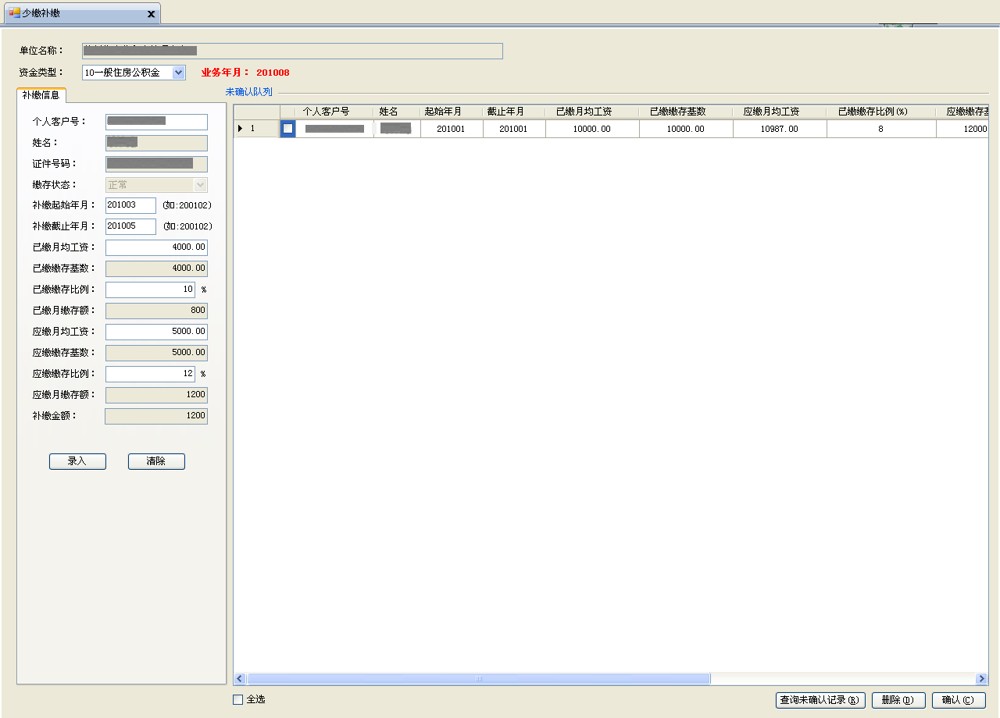 少缴补缴
单位名称：
资金类型： 10一般住房公积金 业务年月： 201008
补缴信息
个人客户号：
姓名：
证件号码：
缴存状态： 正常
补缴起始年月： 201003 (如:200102)
补缴截止年月： 201005 (如:200102)
已缴月均工资： 4000.00
已缴缴存基数： 4000.00
已缴缴存比例： 10 %
已缴月缴存额： 800
应缴月均工资： 5000.00
应缴缴存基数： 5000.00
应缴缴存比例： 12 %
应缴月缴存额： 1200
补缴金额： 1200
录入 清除
未确认队列
个人客户号 姓名 起始年月 截止年月 已缴月均工资 已缴缴存基数 应缴月均工资 已缴缴存比例(%) 应缴缴存基
1 201001 201001 10000.00 10000.00 10987.00 8 12000
全选 查询未确认记录(R) 删除(D) 确认(C)